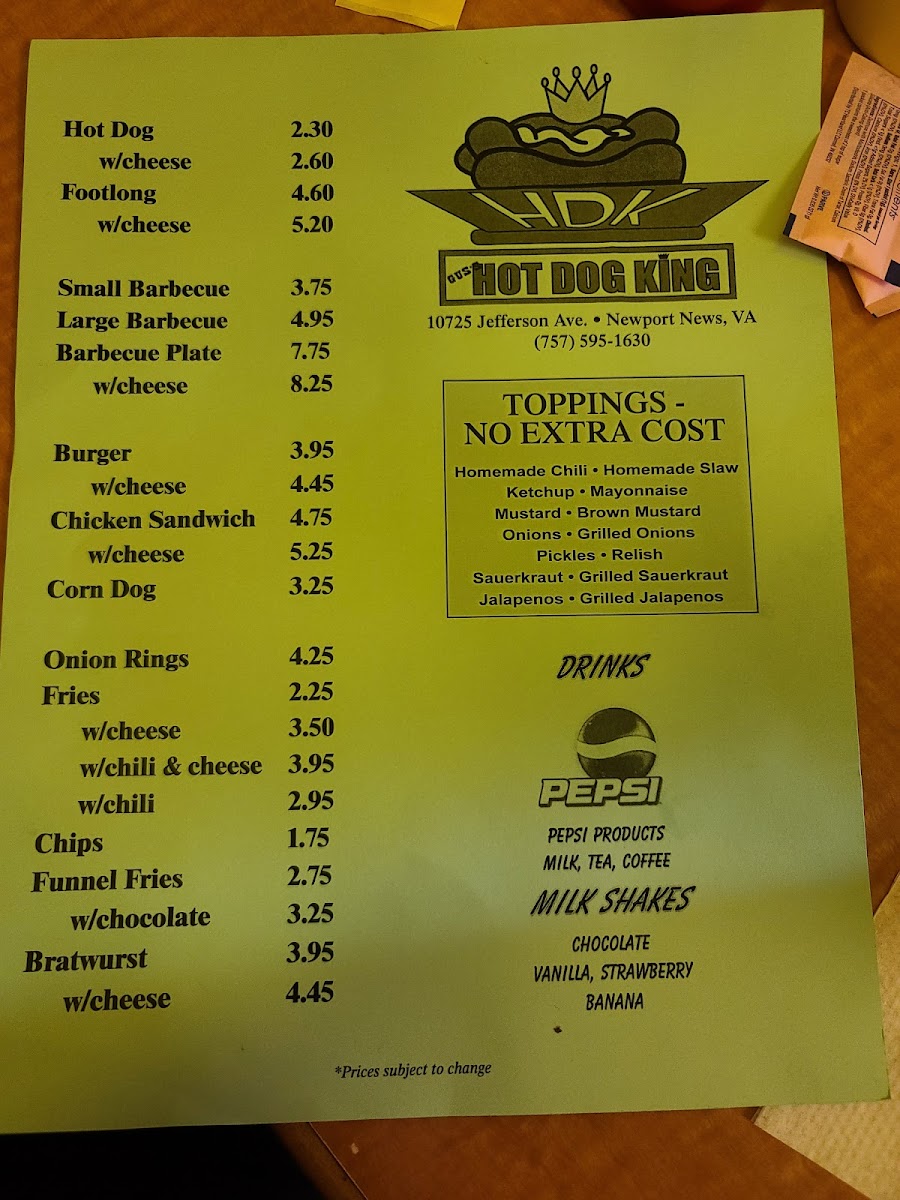 Hot Dog 2.30
w/cheese 2.60
Footlong 4.60
w/cheese 5.20
Small Barbecue 3.75
Large Barbecue 4.95
Barbecue Plate 7.75
w/cheese 8.25
Burger 3.95
w/cheese 4.45
Chicken Sandwich 4.75
w/cheese 5.25
Corn Dog 3.25
Onion Rings 4.25
Fries 2.25
w/cheese 3.50
w/chili & cheese 3.95
w/chili 2.95
Chips 1.75
Funnel Fries 2.75
w/chocolate 3.25
Bratwurst 3.95
w/cheese 4.45
HDK
GUS'S HOT DOG KING
10725 Jefferson Ave. • Newport News, VA
(757) 595-1630
TOPPINGS -
NO EXTRA COST
Homemade Chili • Homemade Slaw
Ketchup • Mayonnaise
Mustard • Brown Mustard
Onions • Grilled Onions
Pickles • Relish
Sauerkraut • Grilled Sauerkraut
Jalapenos • Grilled Jalapenos
DRINKS
PEPSI
PEPSI PRODUCTS
MILK, TEA, COFFEE
MILK SHAKES
CHOCOLATE
VANILLA, STRAWBERRY
BANANA
*Prices subject to change